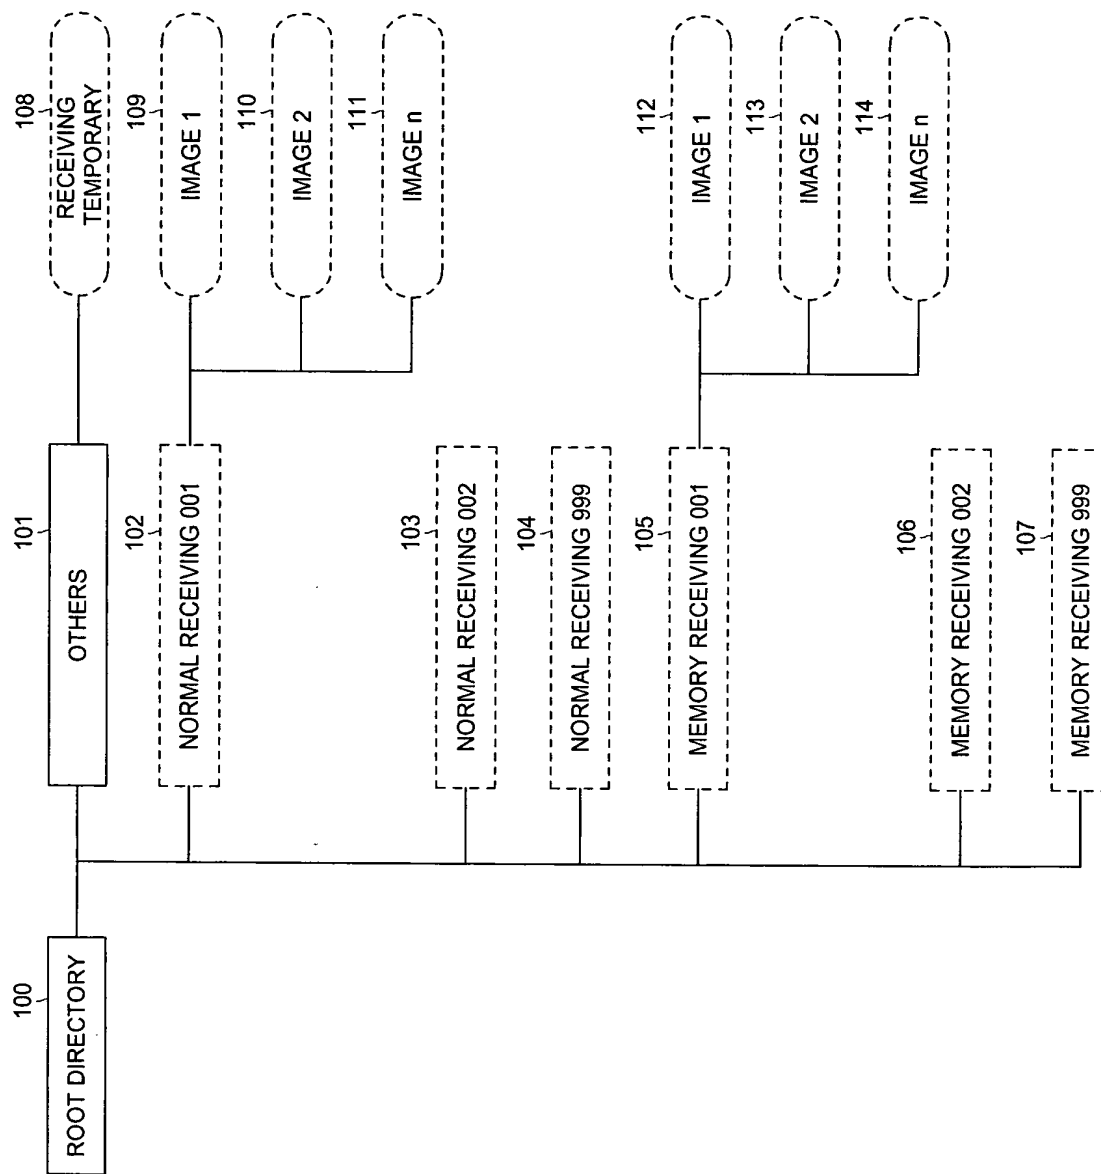 100
ROOT DIRECTORY
101
OTHERS
108
RECEIVING
TEMPORARY
102
NORMAL RECEIVING 001
109
IMAGE 1
110
IMAGE 2
111
IMAGE n
103
NORMAL RECEIVING 002
104
NORMAL RECEIVING 999
105
MEMORY RECEIVING 001
112
IMAGE 1
113
IMAGE 2
114
IMAGE n
106
MEMORY RECEIVING 002
107
MEMORY RECEIVING 999